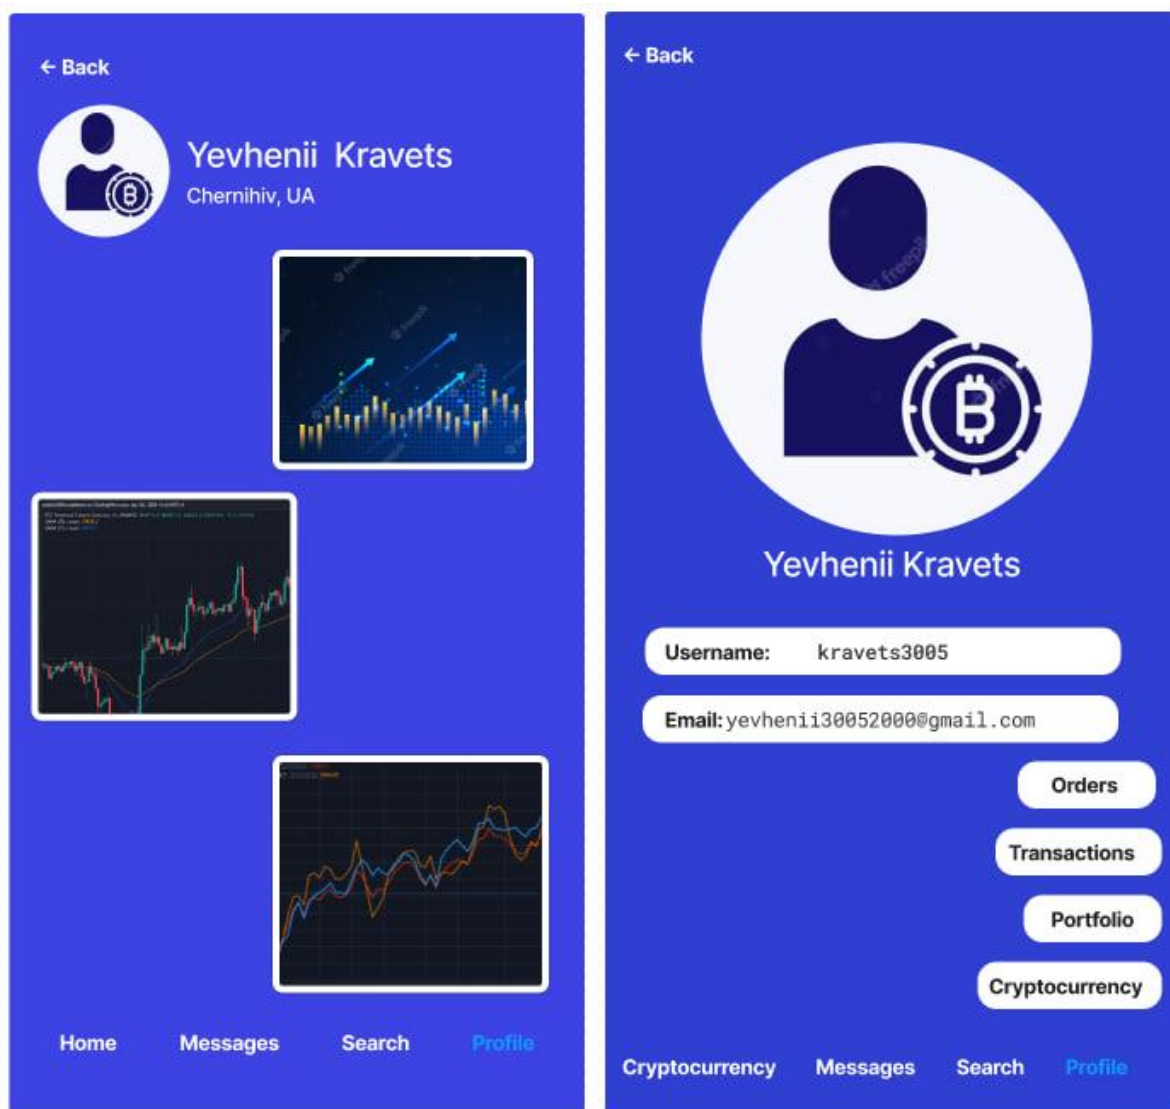 ← Back
Yevhenii Kravets
Chernihiv, UA
Home Messages Search Profile
← Back
freepik
Yevhenii Kravets
Username: kravets3005
Email: yevhenii30052000@gmail.com
Orders
Transactions
Portfolio
Cryptocurrency
Cryptocurrency Messages Search Profile